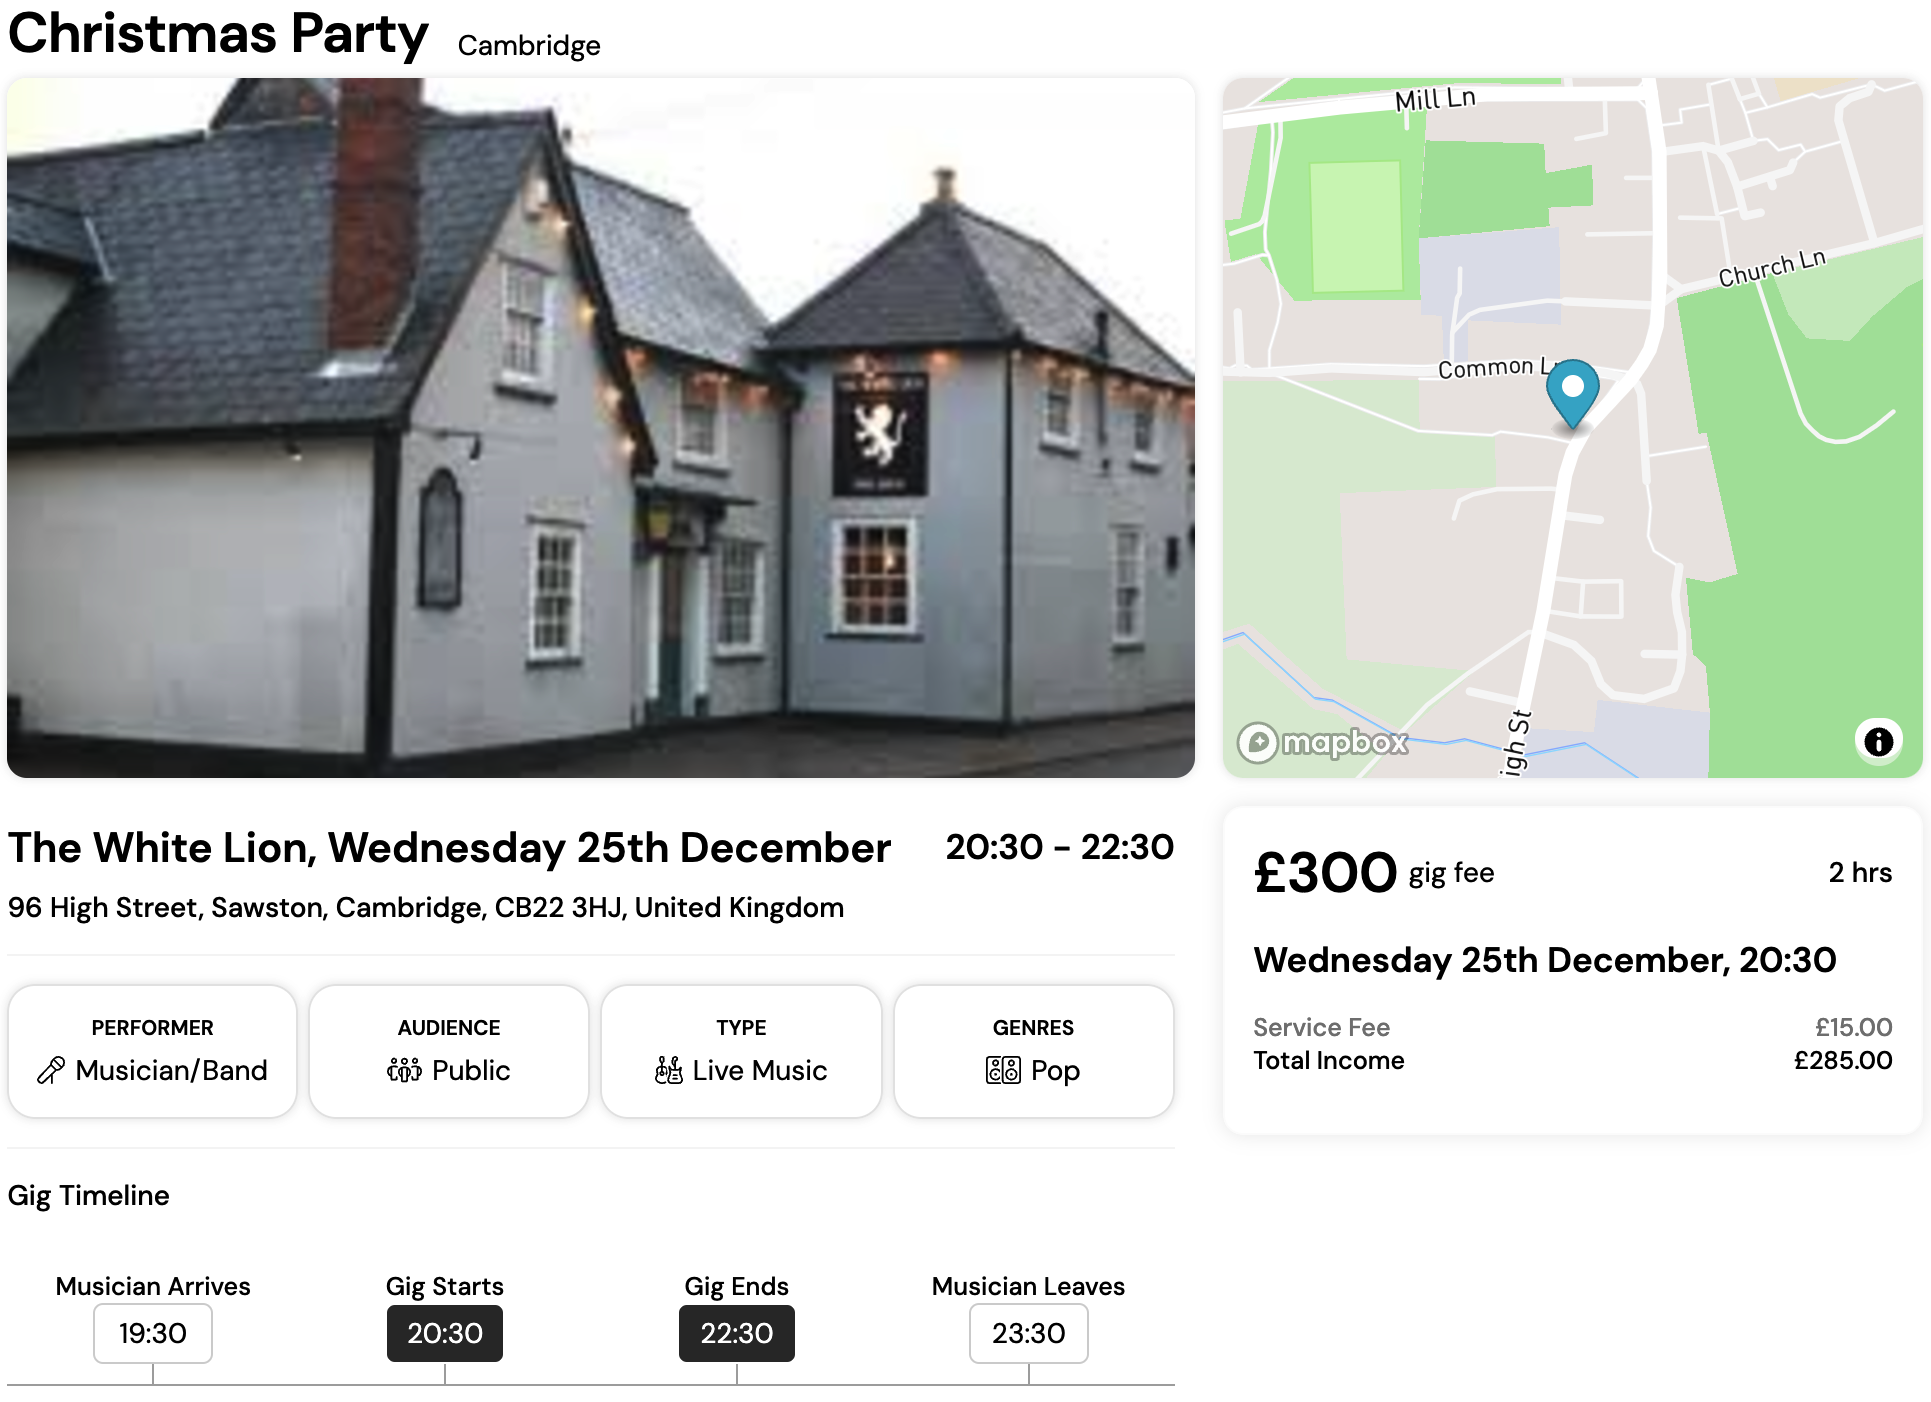 Christmas Party Cambridge
Mill Ln
Church Ln
Common Ln
igh St
mapbox
The White Lion, Wednesday 25th December 20:30 - 22:30
96 High Street, Sawston, Cambridge, CB22 3HJ, United Kingdom
£300 gig fee 2 hrs
Wednesday 25th December, 20:30
Service Fee £15.00
Total Income £285.00
PERFORMER AUDIENCE TYPE GENRES
Musician/Band Public Live Music Pop
Gig Timeline
Musician Arrives Gig Starts Gig Ends Musician Leaves
19:30 20:30 22:30 23:30